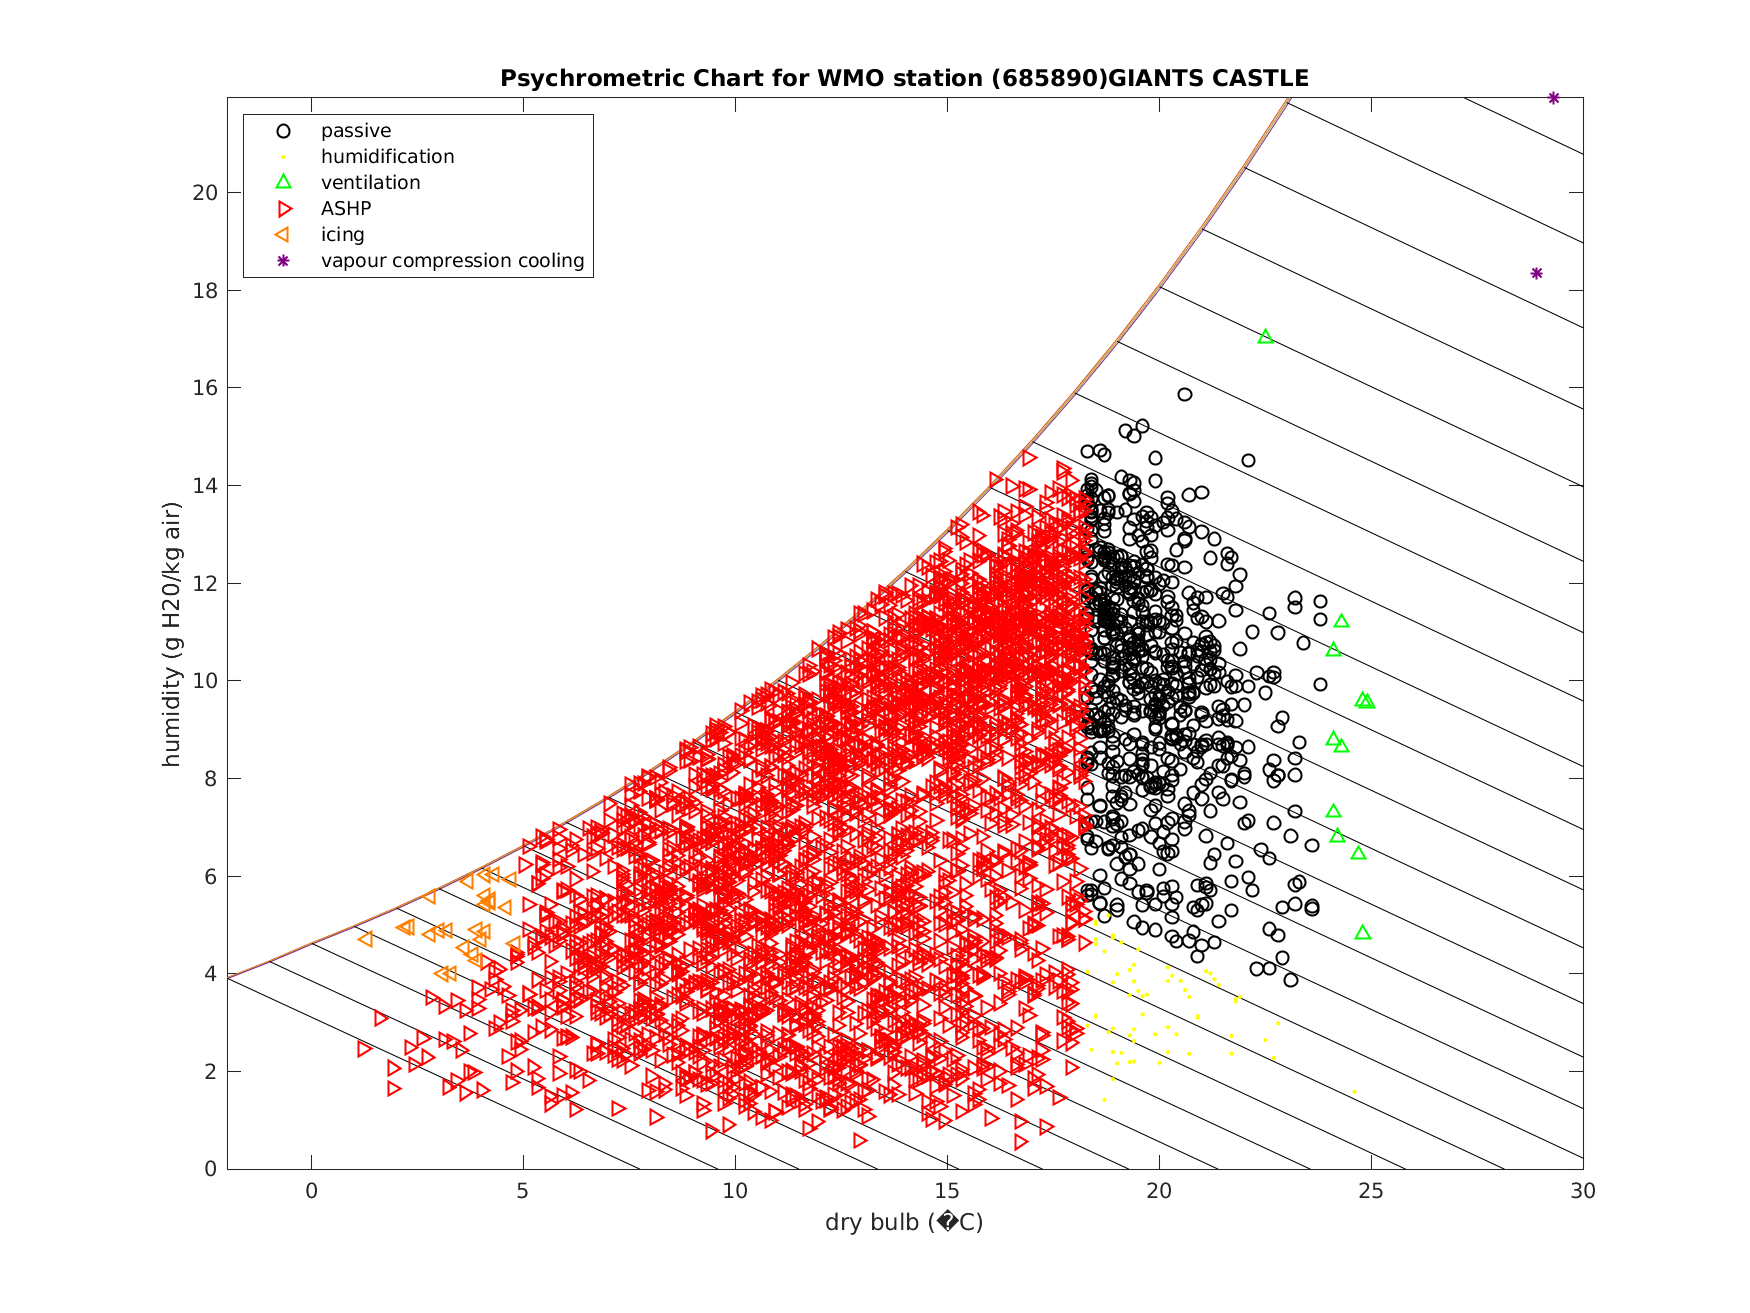 Psychrometric Chart for WMO station (685890)GIANTS CASTLE
passive
humidification
ventilation
ASHP
icing
vapour compression cooling
humidity (g H20/kg air)
20
18
16
14
12
10
8
6
4
2
0
0 5 10 15 20 25 30
dry bulb (�C)